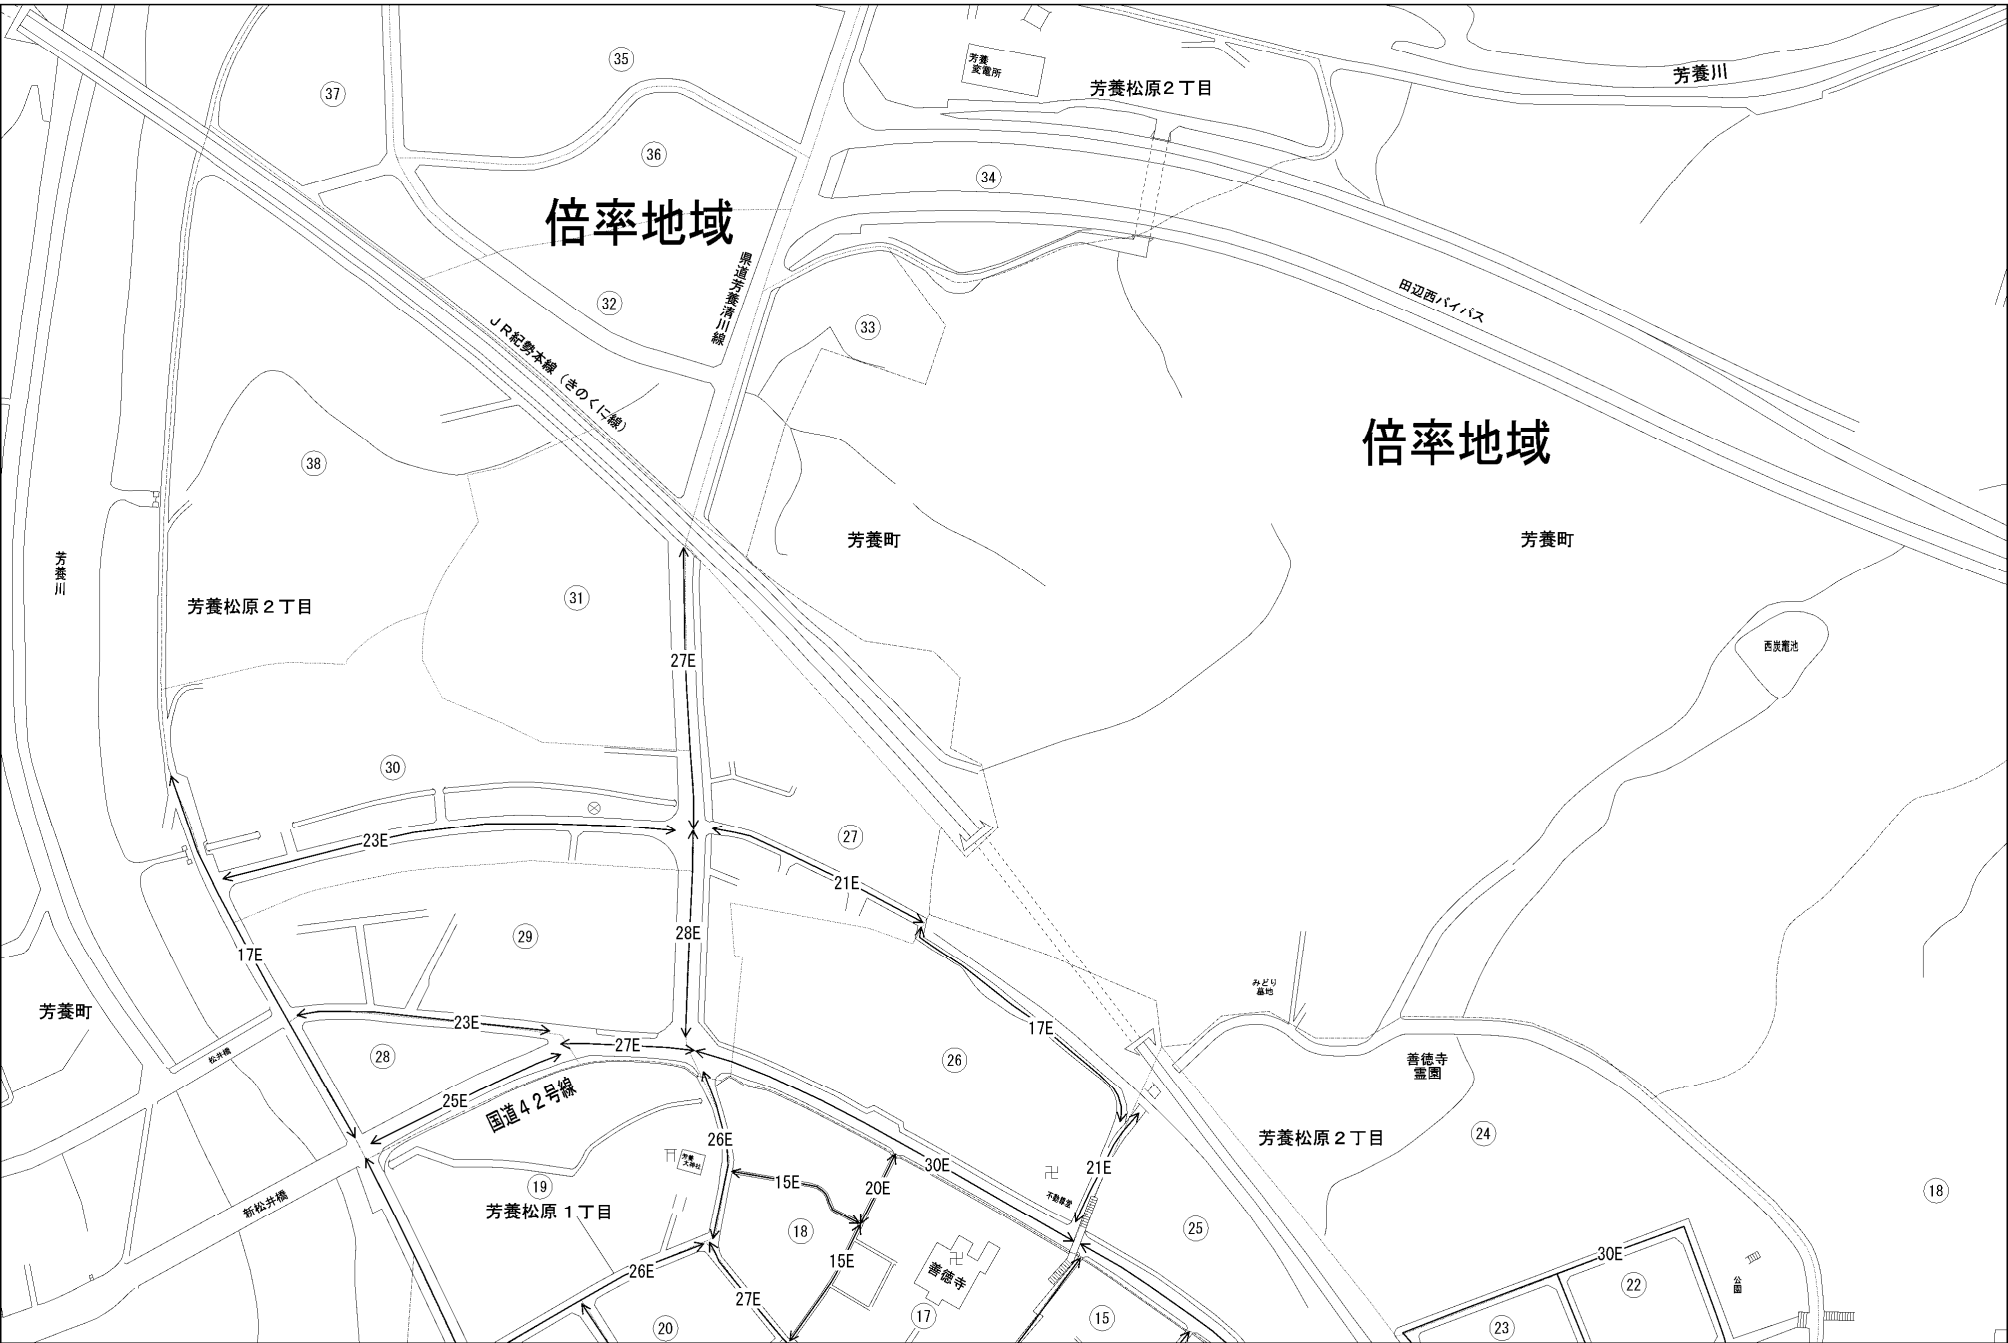 35
37
芳養
変電所
芳養松原2丁目
芳養川
36
34
倍率地域
県道芳養清川線
32
33
田辺西バイパス
JR紀勢本線（きのくに線）
倍率地域
38
芳養町
芳養町
芳養川
31
芳養松原2丁目
西炭竈池
27E
30
23E
27
21E
28E
29
17E
みどり
墓地
芳養町
23E
17E
27E
28
松井橋
26
善徳寺
霊園
25E
国道42号線
26E
芳養松原2丁目
24
芳養
大神社
30E
21E
15E
20E
19
不動尊堂
18
芳養松原1丁目
新松井橋
18
25
15E
30E
26E
善徳寺
22
公園
27E
20
17
15
23